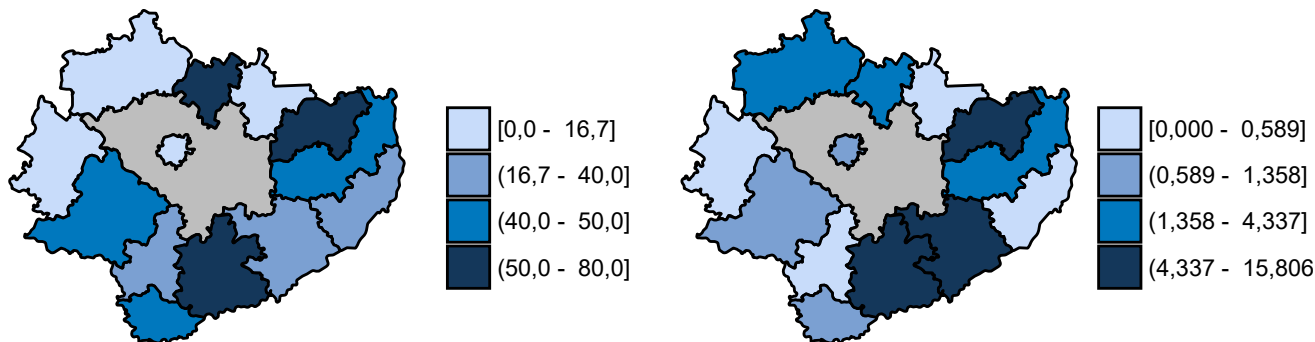 [0,0 - 16,7]
(16,7 - 40,0]
(40,0 - 50,0]
(50,0 - 80,0]
[0,000 - 0,589]
(0,589 - 1,358]
(1,358 - 4,337]
(4,337 - 15,806